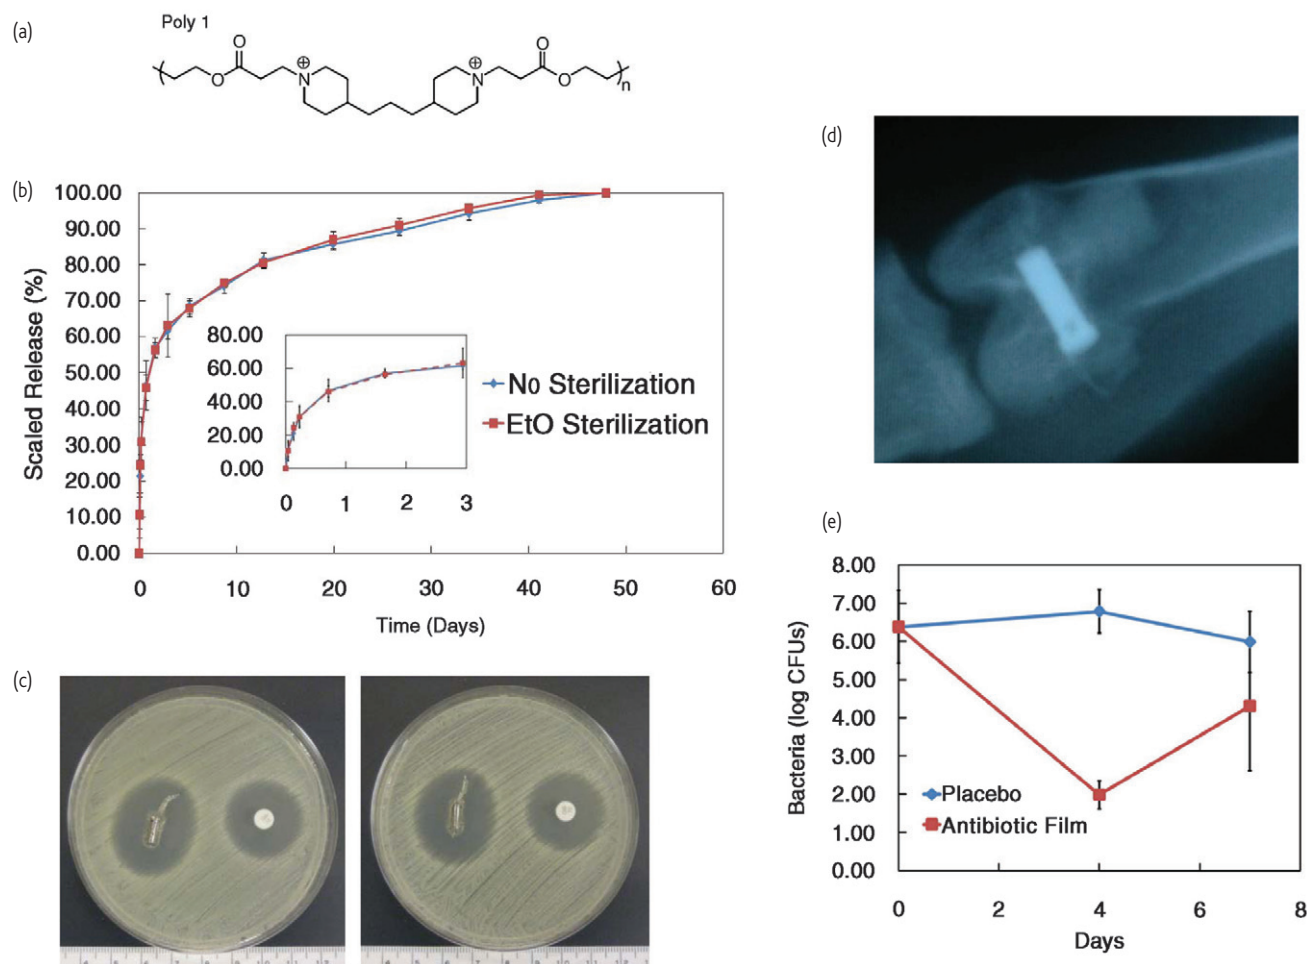 (a)
Poly 1
O
O
N
⊕
N
⊕
O
O
n
(b)
100.00
90.00
80.00
70.00
60.00
50.00
40.00
30.00
20.00
10.00
0.00
Scaled Release (%)
0
10
20
30
40
50
60
Time (Days)
80.00
60.00
40.00
20.00
0.00
0
1
2
3
No Sterilization
EtO Sterilization
(c)
(d)
(e)
8.00
7.00
6.00
5.00
4.00
3.00
2.00
1.00
0.00
Bacteria (log CFUs)
Placebo
Antibiotic Film
0
2
4
6
8
Days